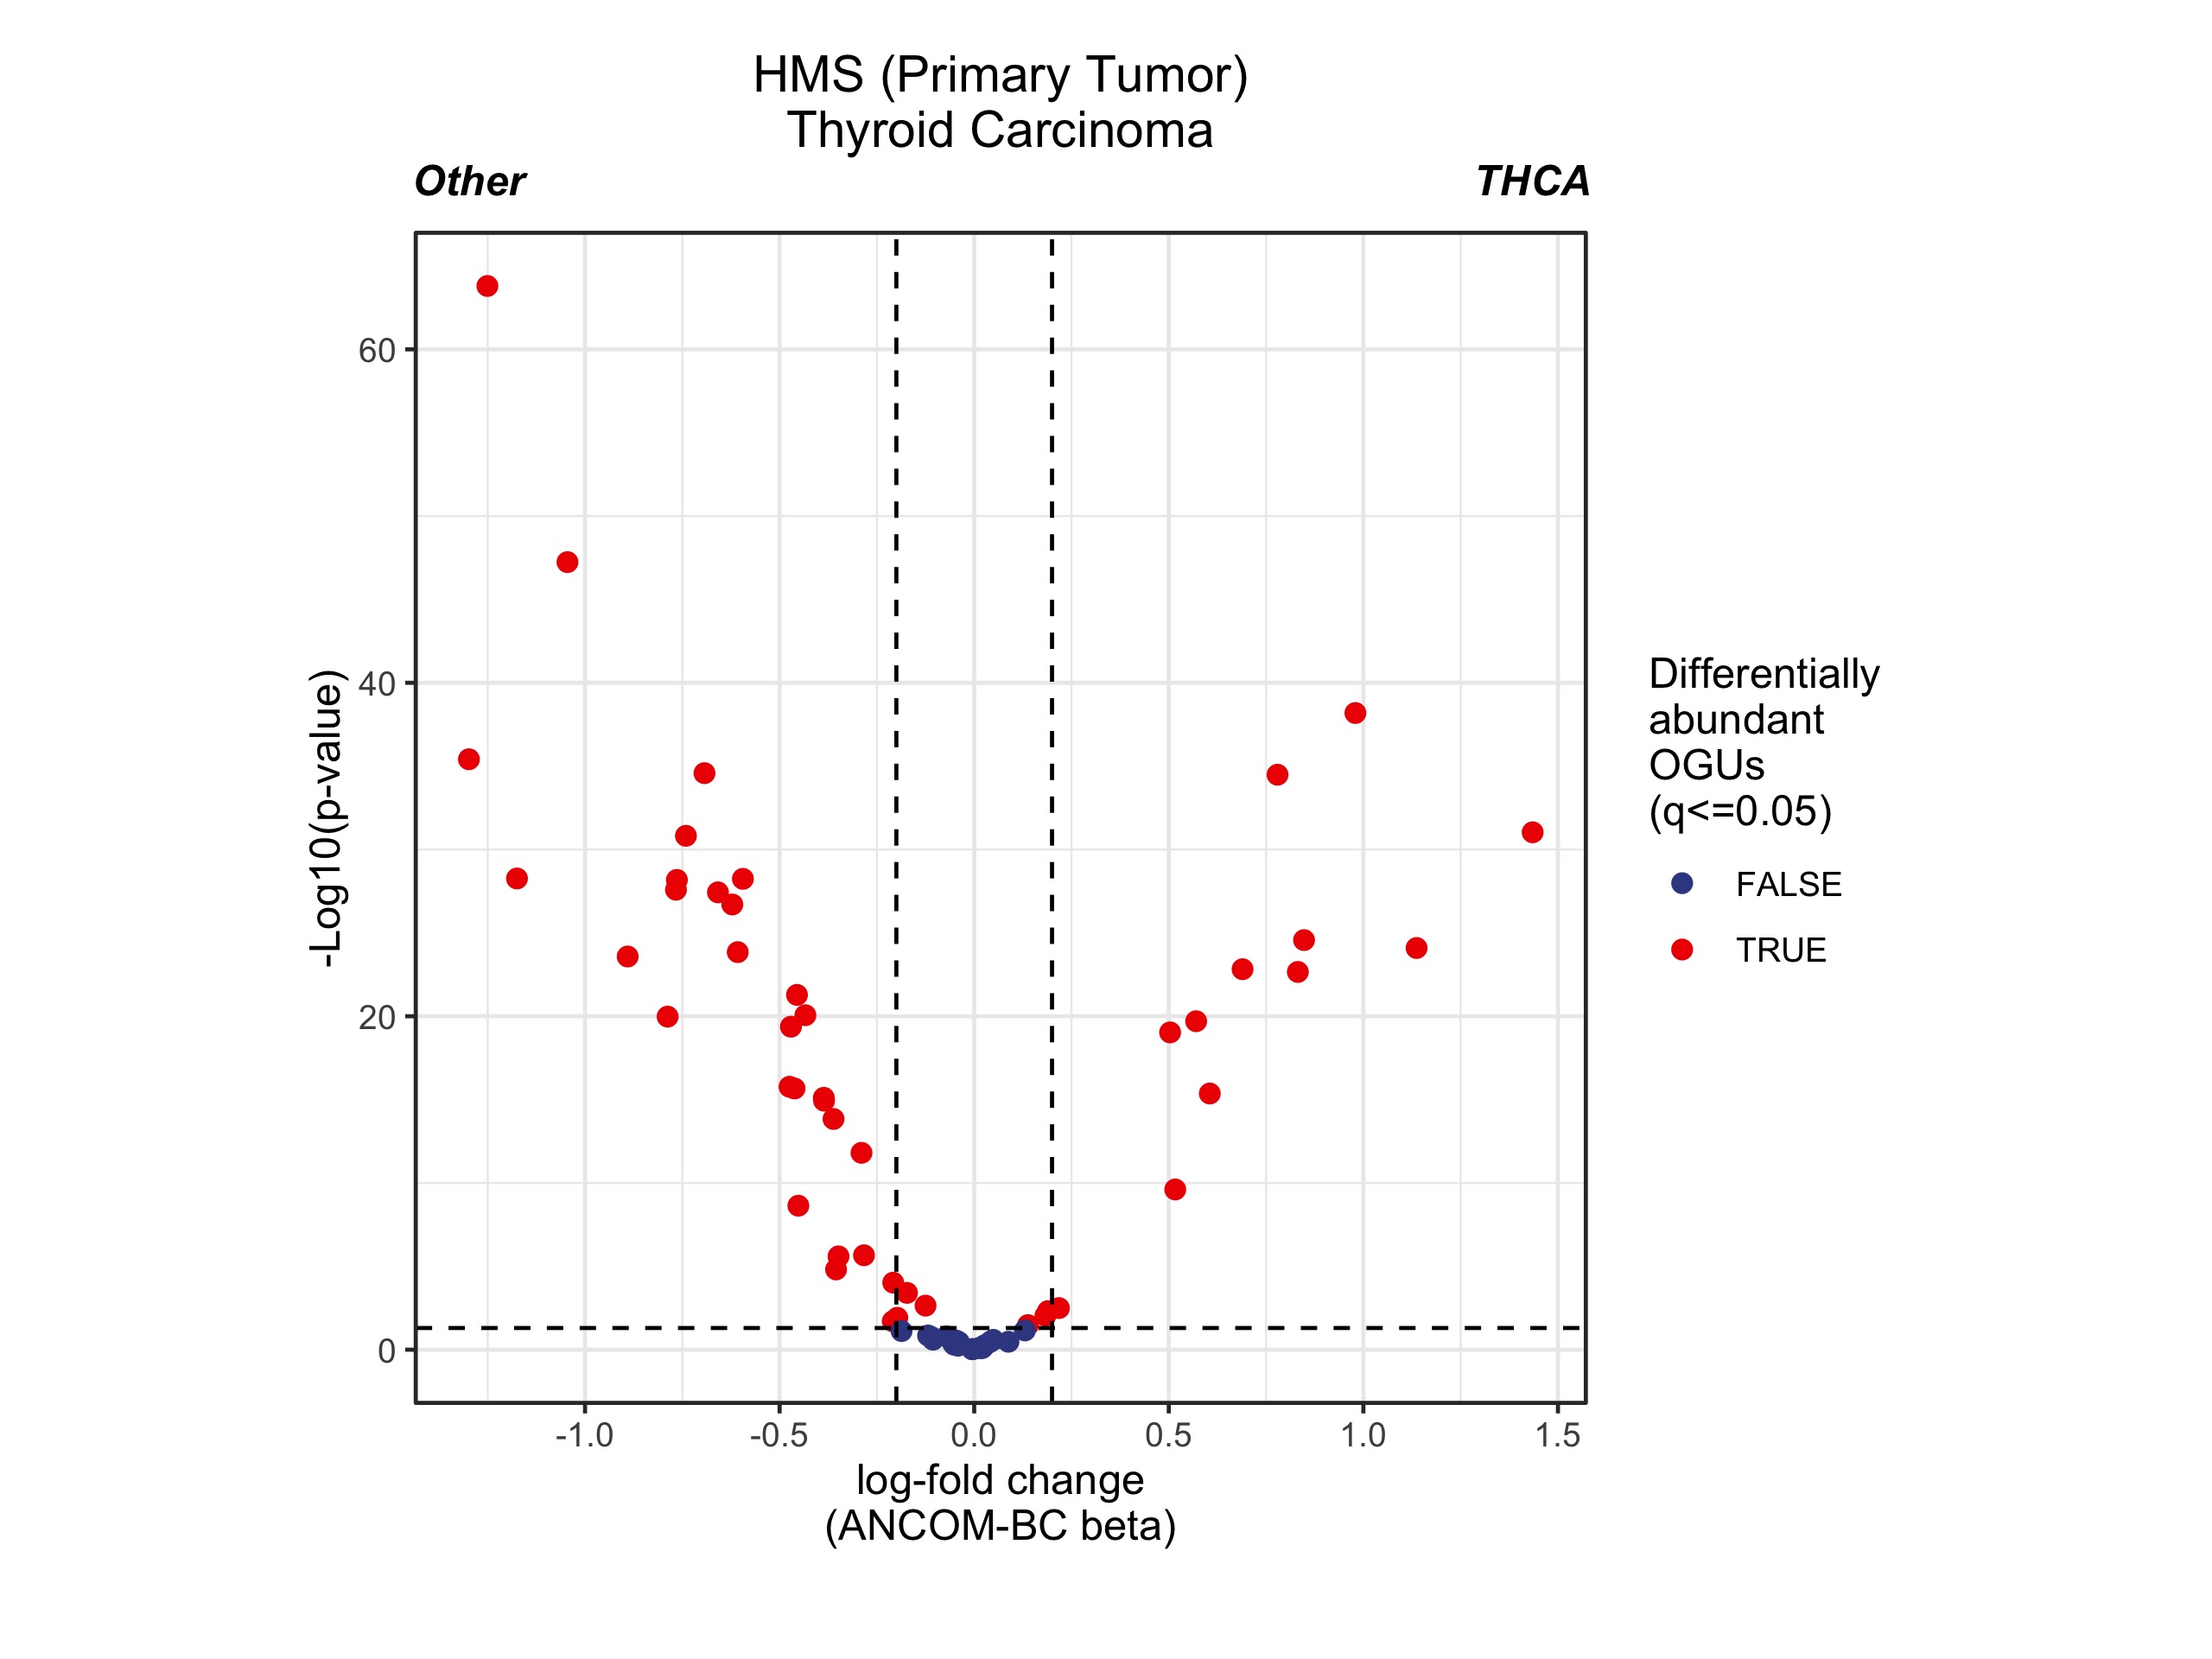 HMS (Primary Tumor)
Thyroid Carcinoma
Other
THCA
60
40
20
0
-Log10(p-value)
-1.0
-0.5
0.0
0.5
1.0
1.5
log-fold change
(ANCOM-BC beta)
Differentially
abundant
OGUs
(q<=0.05)
FALSE
TRUE